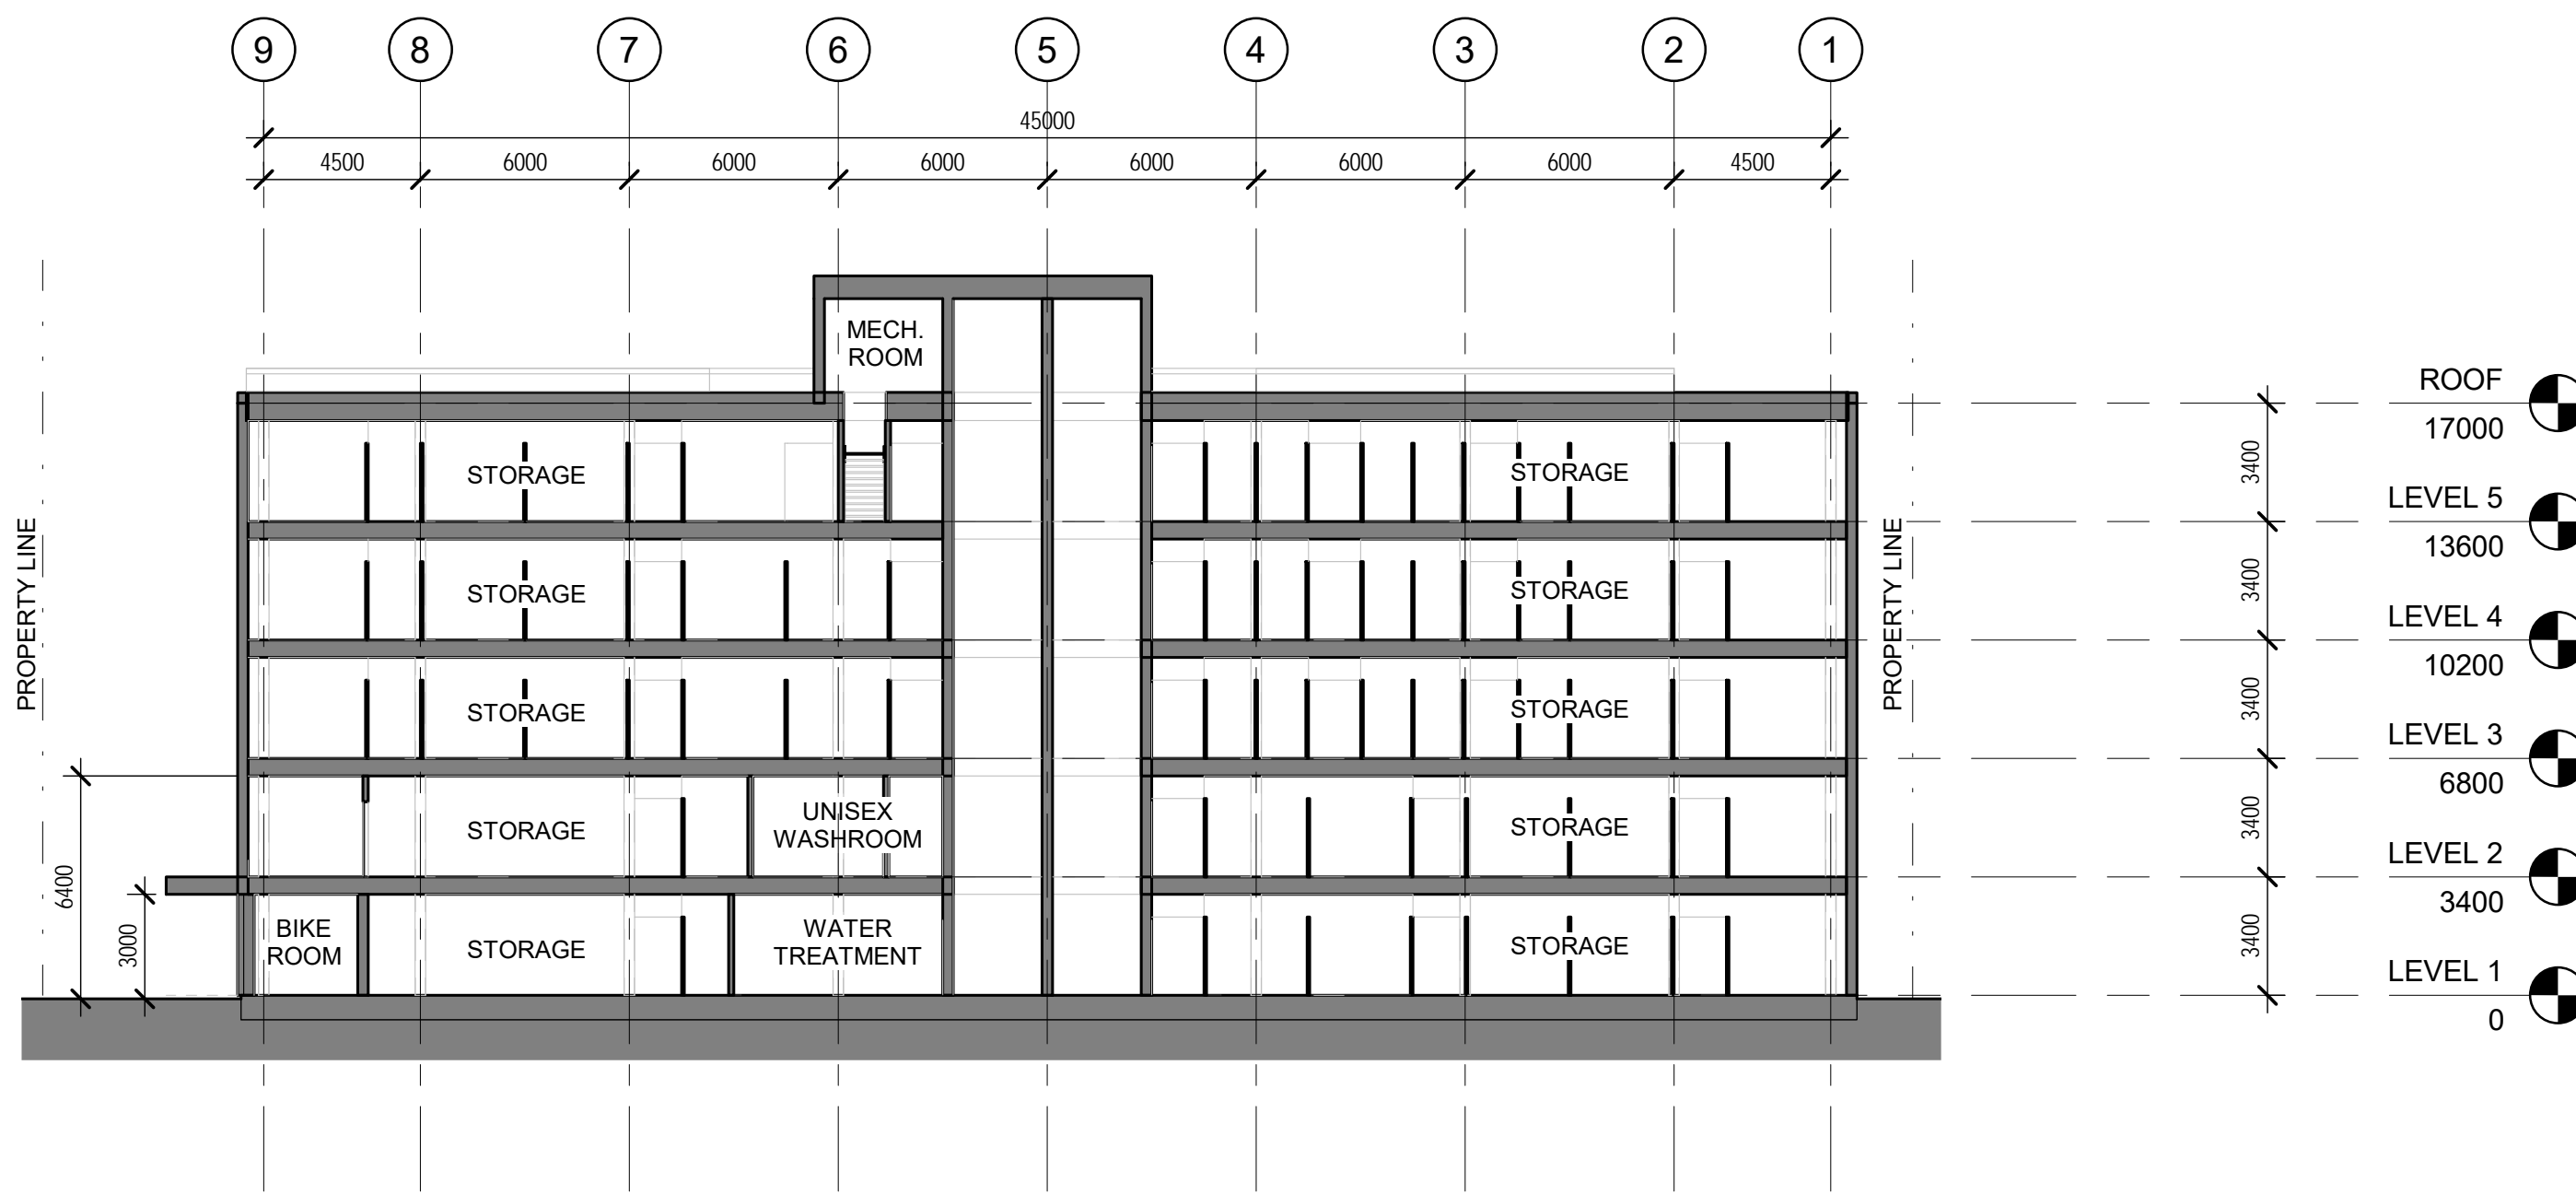 9 8 7 6 5 4 3 2 1
45000
4500 6000 6000 6000 6000 6000 6000 4500
MECH.
ROOM
ROOF
17000
3400
STORAGE STORAGE
LEVEL 5
13600
3400
STORAGE STORAGE
PROPERTY LINE
PROPERTY LINE
LEVEL 4
10200
3400
STORAGE STORAGE
LEVEL 3
6800
3400
UNISEX
WASHROOM
STORAGE STORAGE
6400
LEVEL 2
3400
3400
BIKE
ROOM
WATER
TREATMENT
STORAGE STORAGE
3000
LEVEL 1
0